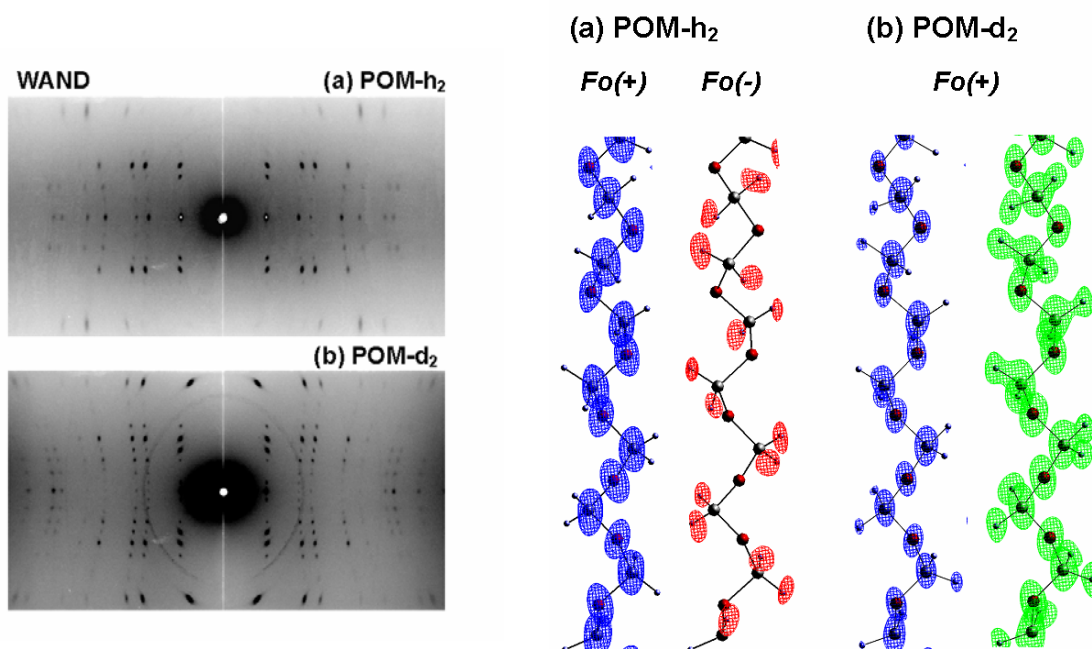 WAND (a) POM-h₂
(b) POM-d₂
(a) POM-h₂
Fo(+) Fo(-)
(b) POM-d₂
Fo(+)